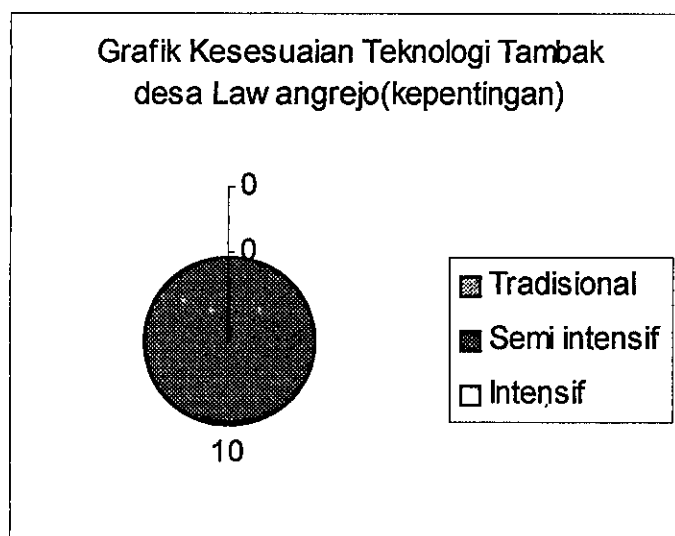 Grafik Kesesuaian Teknologi Tambak
desa Law angrejo(kepentingan)
0
0
10
Tradisional
Semi intensif
Intensif